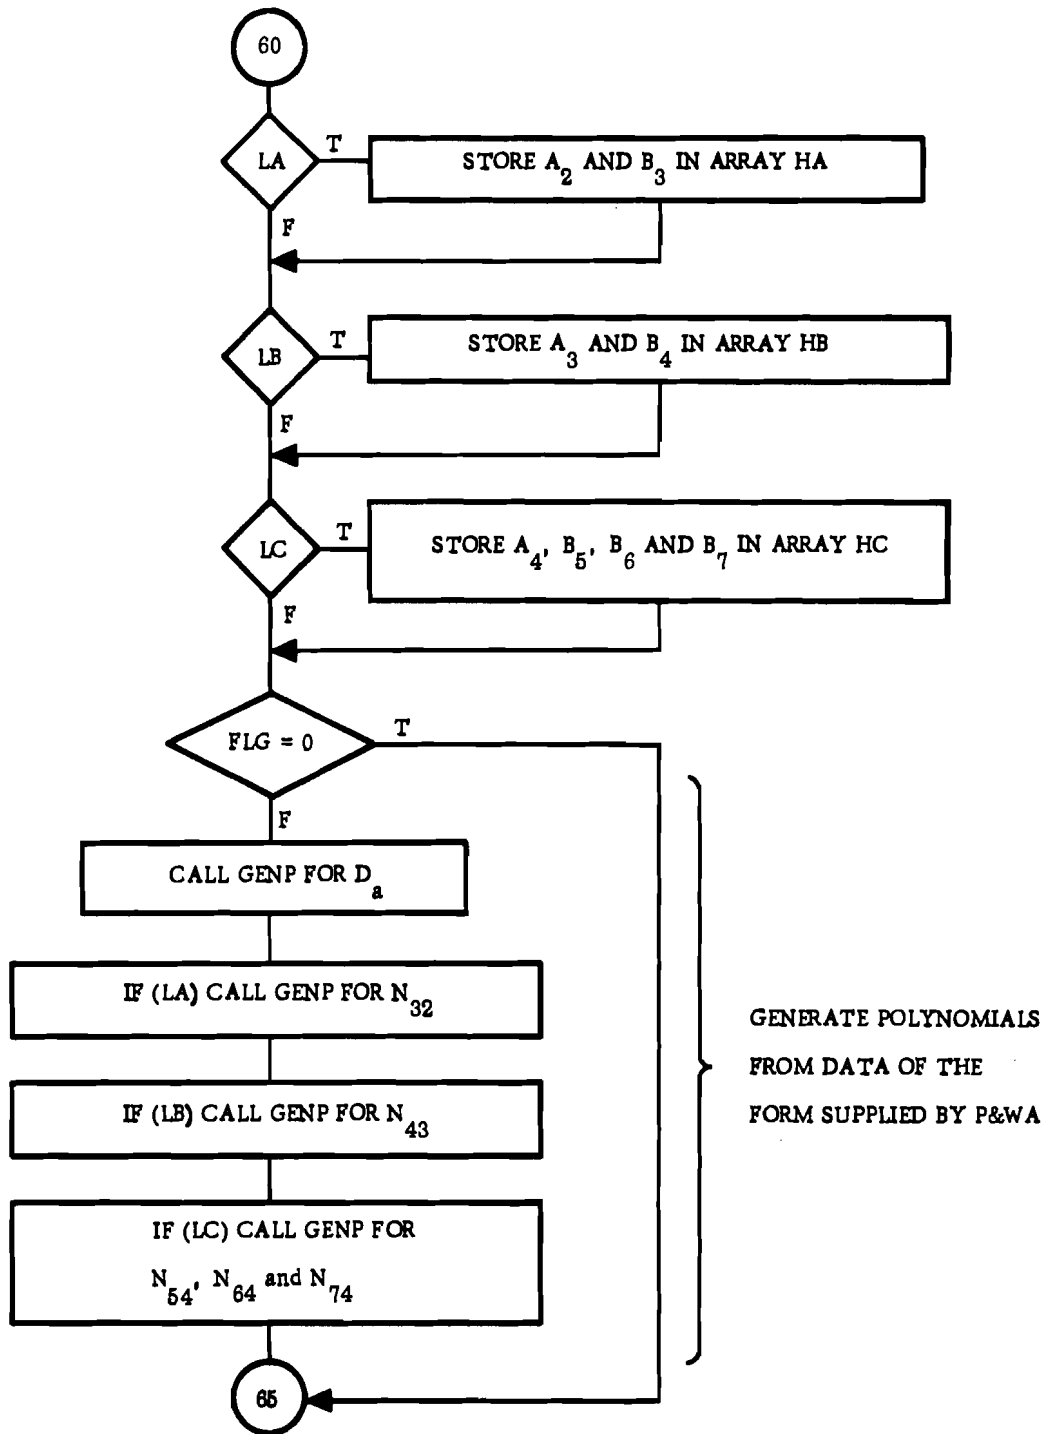 60
LA
T
STORE A₂ AND B₃ IN ARRAY HA
F
LB
T
STORE A₃ AND B₄ IN ARRAY HB
F
LC
T
STORE A₄, B₅, B₆ AND B₇ IN ARRAY HC
F
FLG = 0
T
F
CALL GENP FOR Dₐ
IF (LA) CALL GENP FOR N₃₂
IF (LB) CALL GENP FOR N₄₃
IF (LC) CALL GENP FOR
N₅₄, N₆₄ and N₇₄
GENERATE POLYNOMIALS
FROM DATA OF THE
FORM SUPPLIED BY P&WA
65